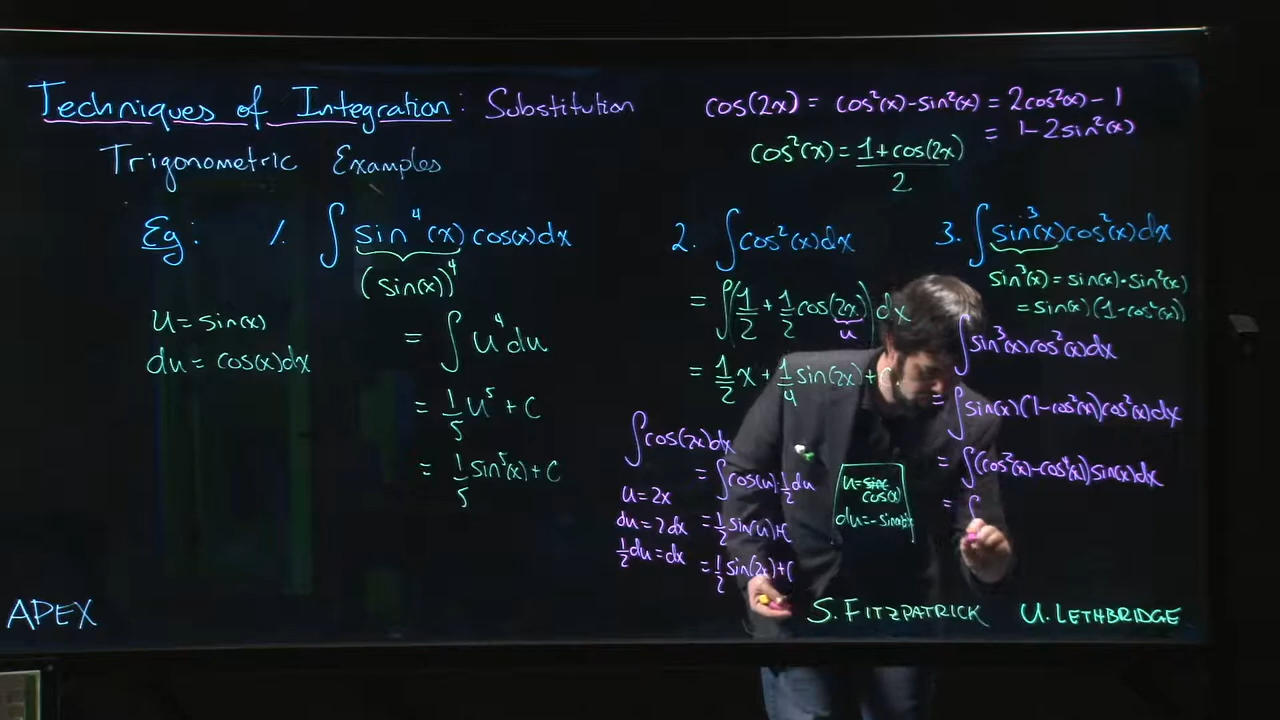 Techniques of Integration: Substitution
Trigonometric Examples
cos(2x) = cos²(x)-sin²(x) = 2cos²(x) - 1
= 1-2sin²(x)
cos²(x) = 1+cos(2x)
2
Eg: 1. ∫ sin⁴(x) cos(x)dx
(sin(x))⁴
u = sin(x)
du = cos(x)dx
= ∫ u⁴ du
= 1/5 u⁵ + C
= 1/5 sin⁵(x) + C
2. ∫ cos²(x)dx
= ∫(1/2 + 1/2 cos(2x)) dx
u
= 1/2 x + 1/4 sin(2x) +
∫cos(2x)dx
= ∫cos(u)·1/2 du
u = 2x
du = 2dx
1/2 du = dx
= 1/2 sin(u)+C
= 1/2 sin(2x)+C
3. ∫ sin³(x)cos²(x)dx
sin³(x) = sin(x)·sin²(x)
= sin(x)(1-cos²(x))
∫ sin³(x)cos²(x)dx
= ∫ sin(x)(1-cos²(x))cos²(x)dx
= ∫(cos²(x)-cos⁴(x))sin(x)dx
= ∫
u = cos(x)
du = -sin(x)dx
APEX
S. FITZPATRICK U. LETHBRIDGE